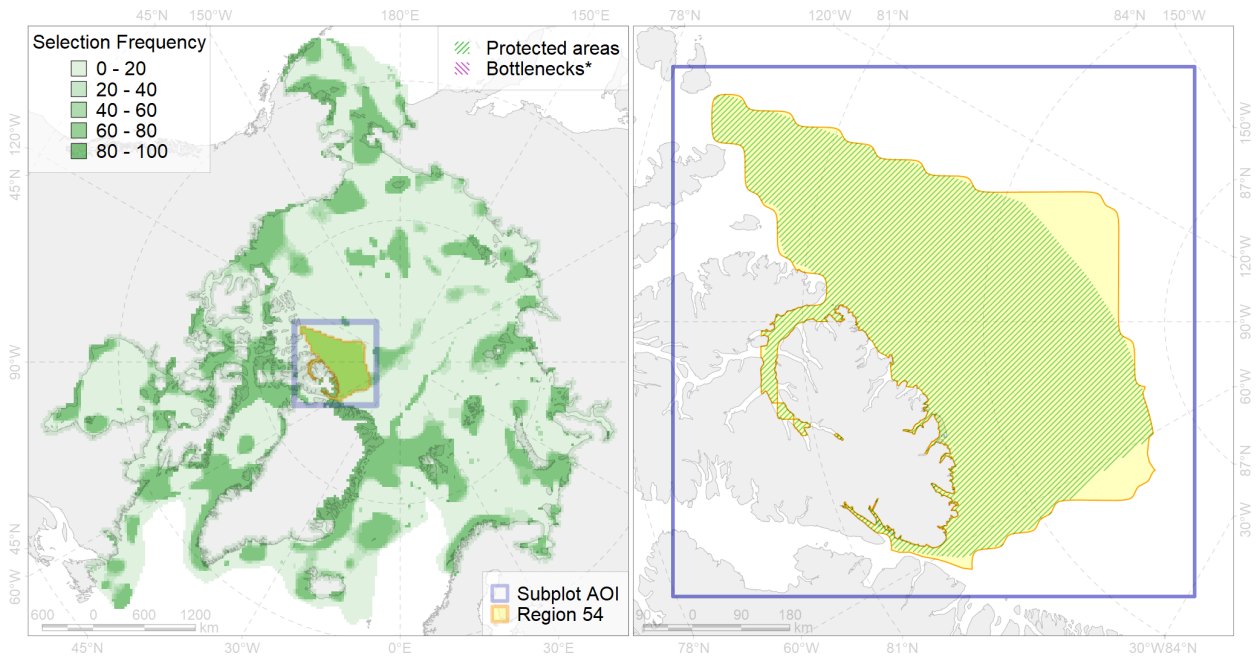 45°N 150°W 180°E 150°E 78°N 120°W 81°N 84°N 150°W
Selection Frequency
0 - 20
20 - 40
40 - 60
60 - 80
80 - 100
Protected areas
Bottlenecks*
120°W
45°N
90°W
45°N
60°W
150°W
87°N
120°W
90°W
60°W
87°N
30°W
Subplot AOI
Region 54
600 0 600 1200
km
90 0 90 180
km
45°N 30°W 0°E 30°E 78°N 60°W 81°N 30°W 84°N